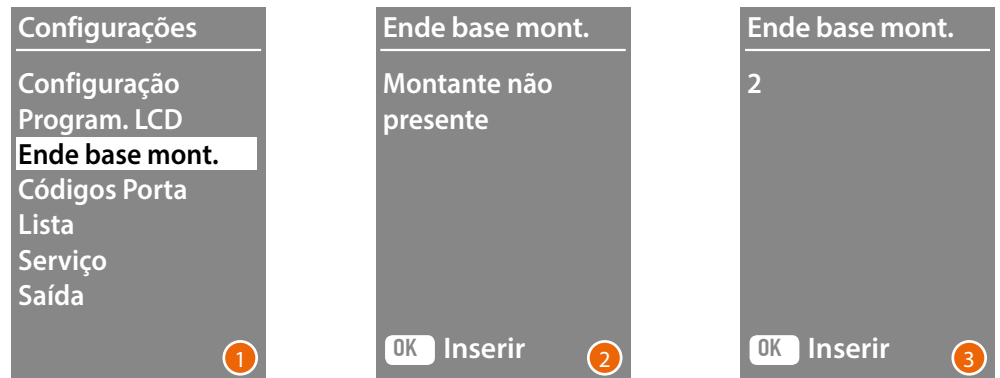 Configurações
Configuração
Program. LCD
Ende base mont.
Códigos Porta
Lista
Serviço
Saída
1
Ende base mont.
Montante não
presente
OK Inserir
2
Ende base mont.
2
OK Inserir
3